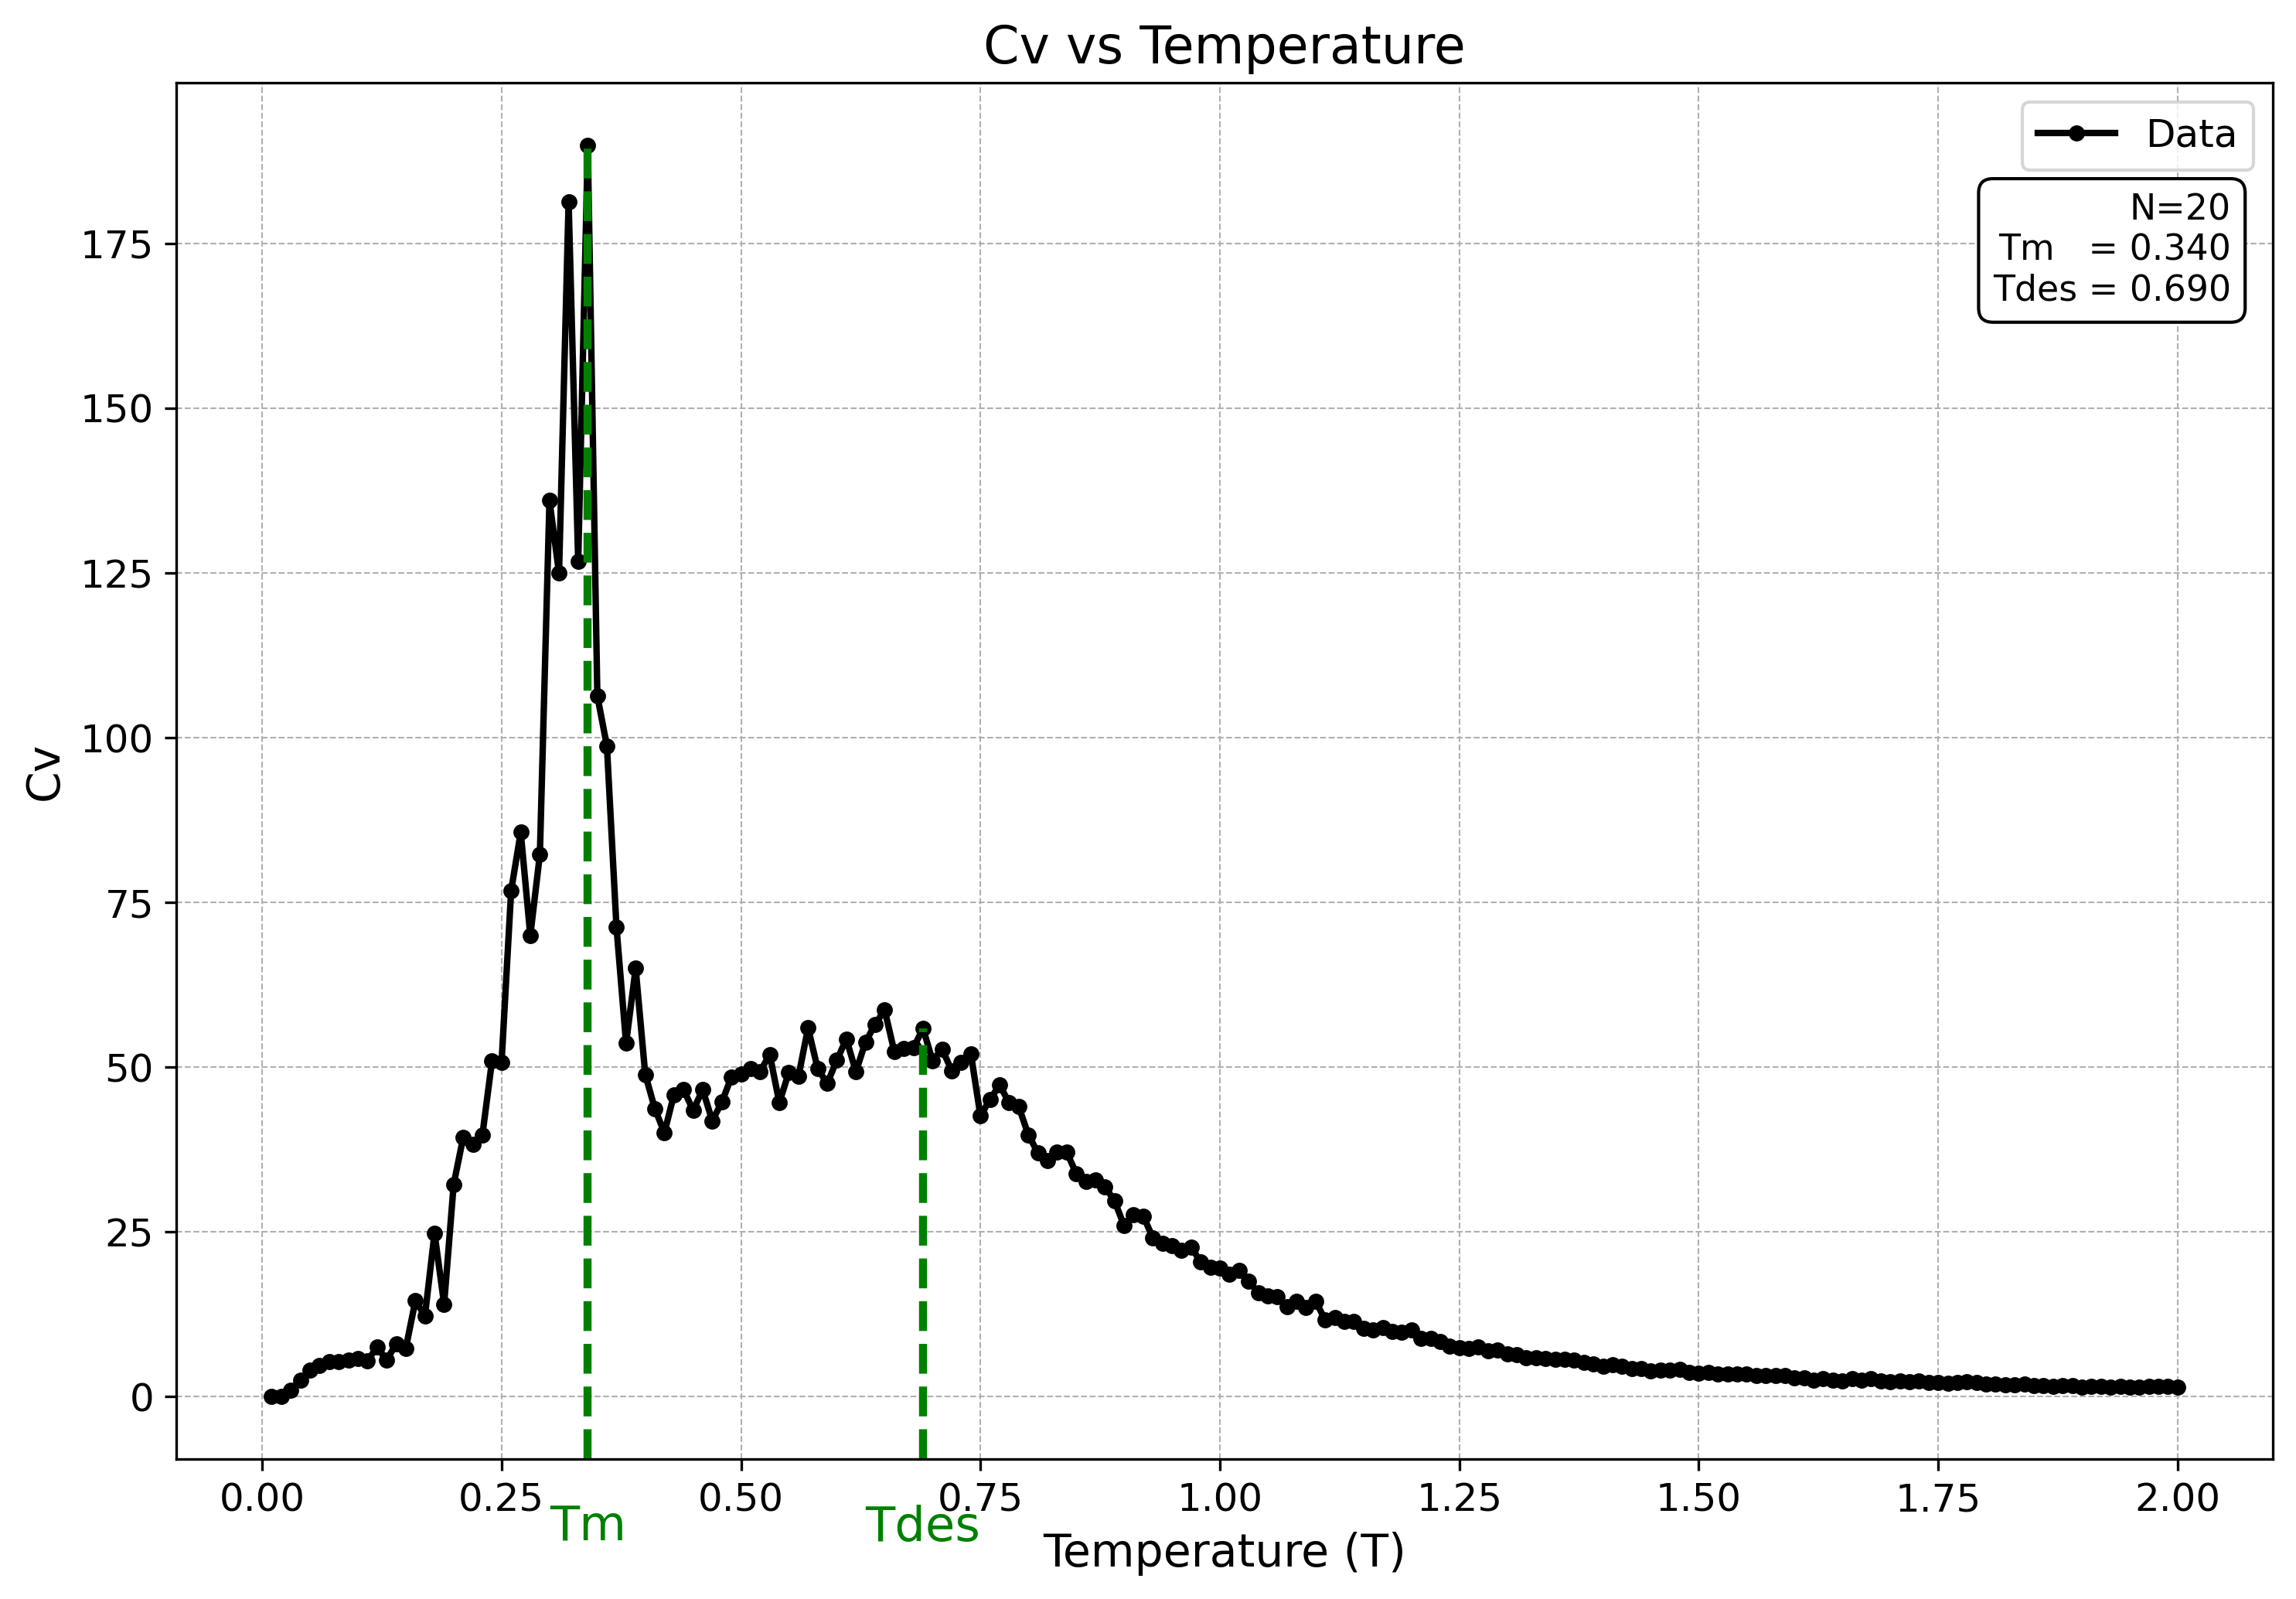 Cv vs Temperature
Data
N=20
Tm = 0.340
Tdes = 0.690
Cv
175
150
125
100
75
50
25
0
0.00 0.25 0.50 0.75 1.00 1.25 1.50 1.75 2.00
Tm Tdes
Temperature (T)